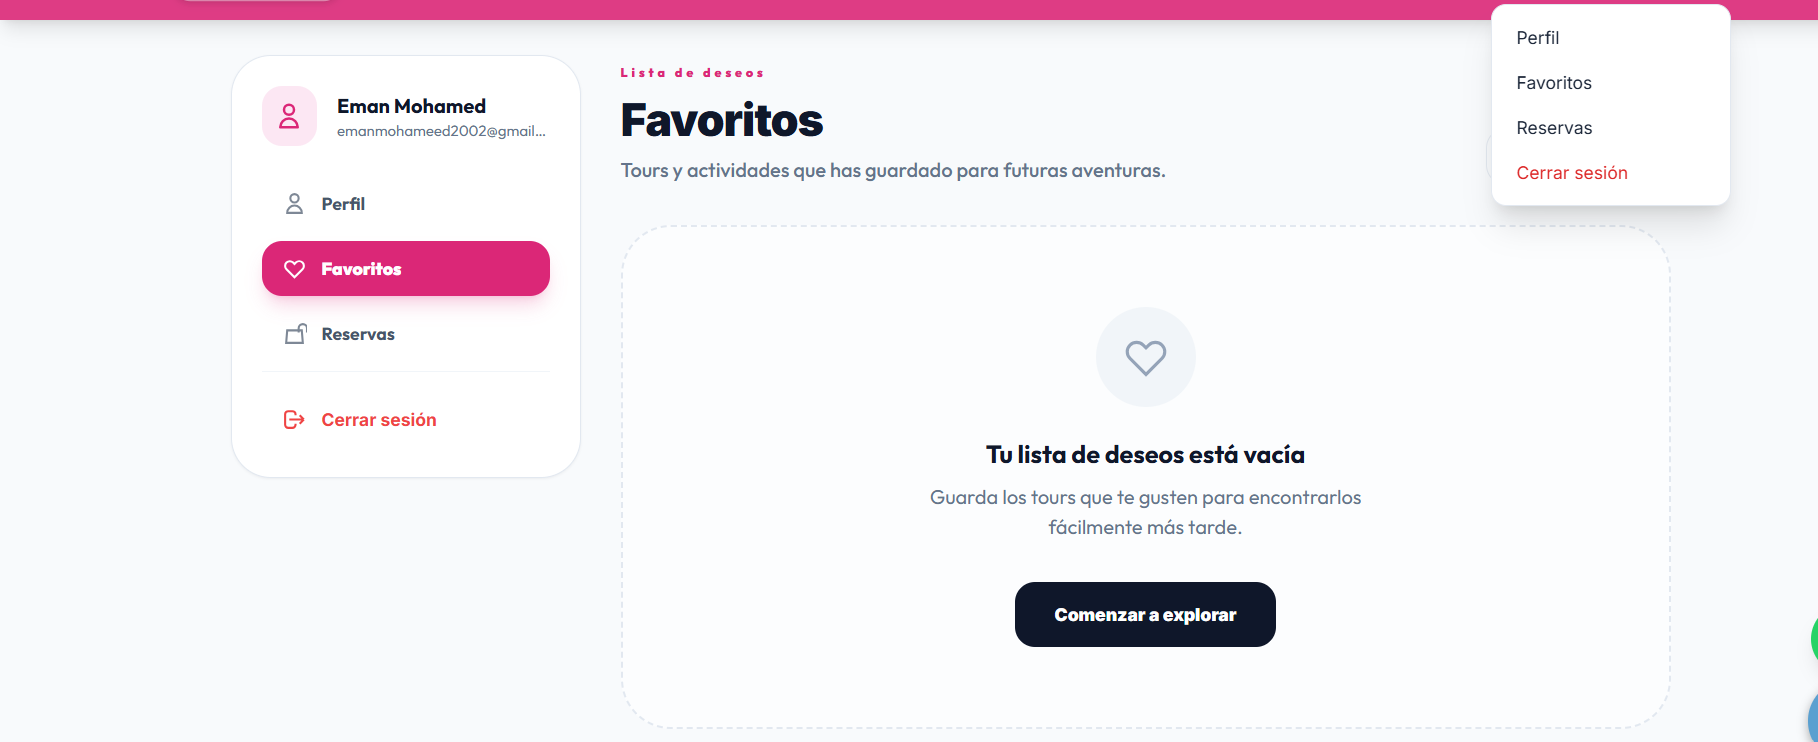 Eman Mohamed
emanmohameed2002@gmail...
Perfil
Favoritos
Reservas
Cerrar sesión
Lista de deseos
Favoritos
Tours y actividades que has guardado para futuras aventuras.
Perfil
Favoritos
Reservas
Cerrar sesión
Tu lista de deseos está vacía
Guarda los tours que te gusten para encontrarlos
fácilmente más tarde.
Comenzar a explorar